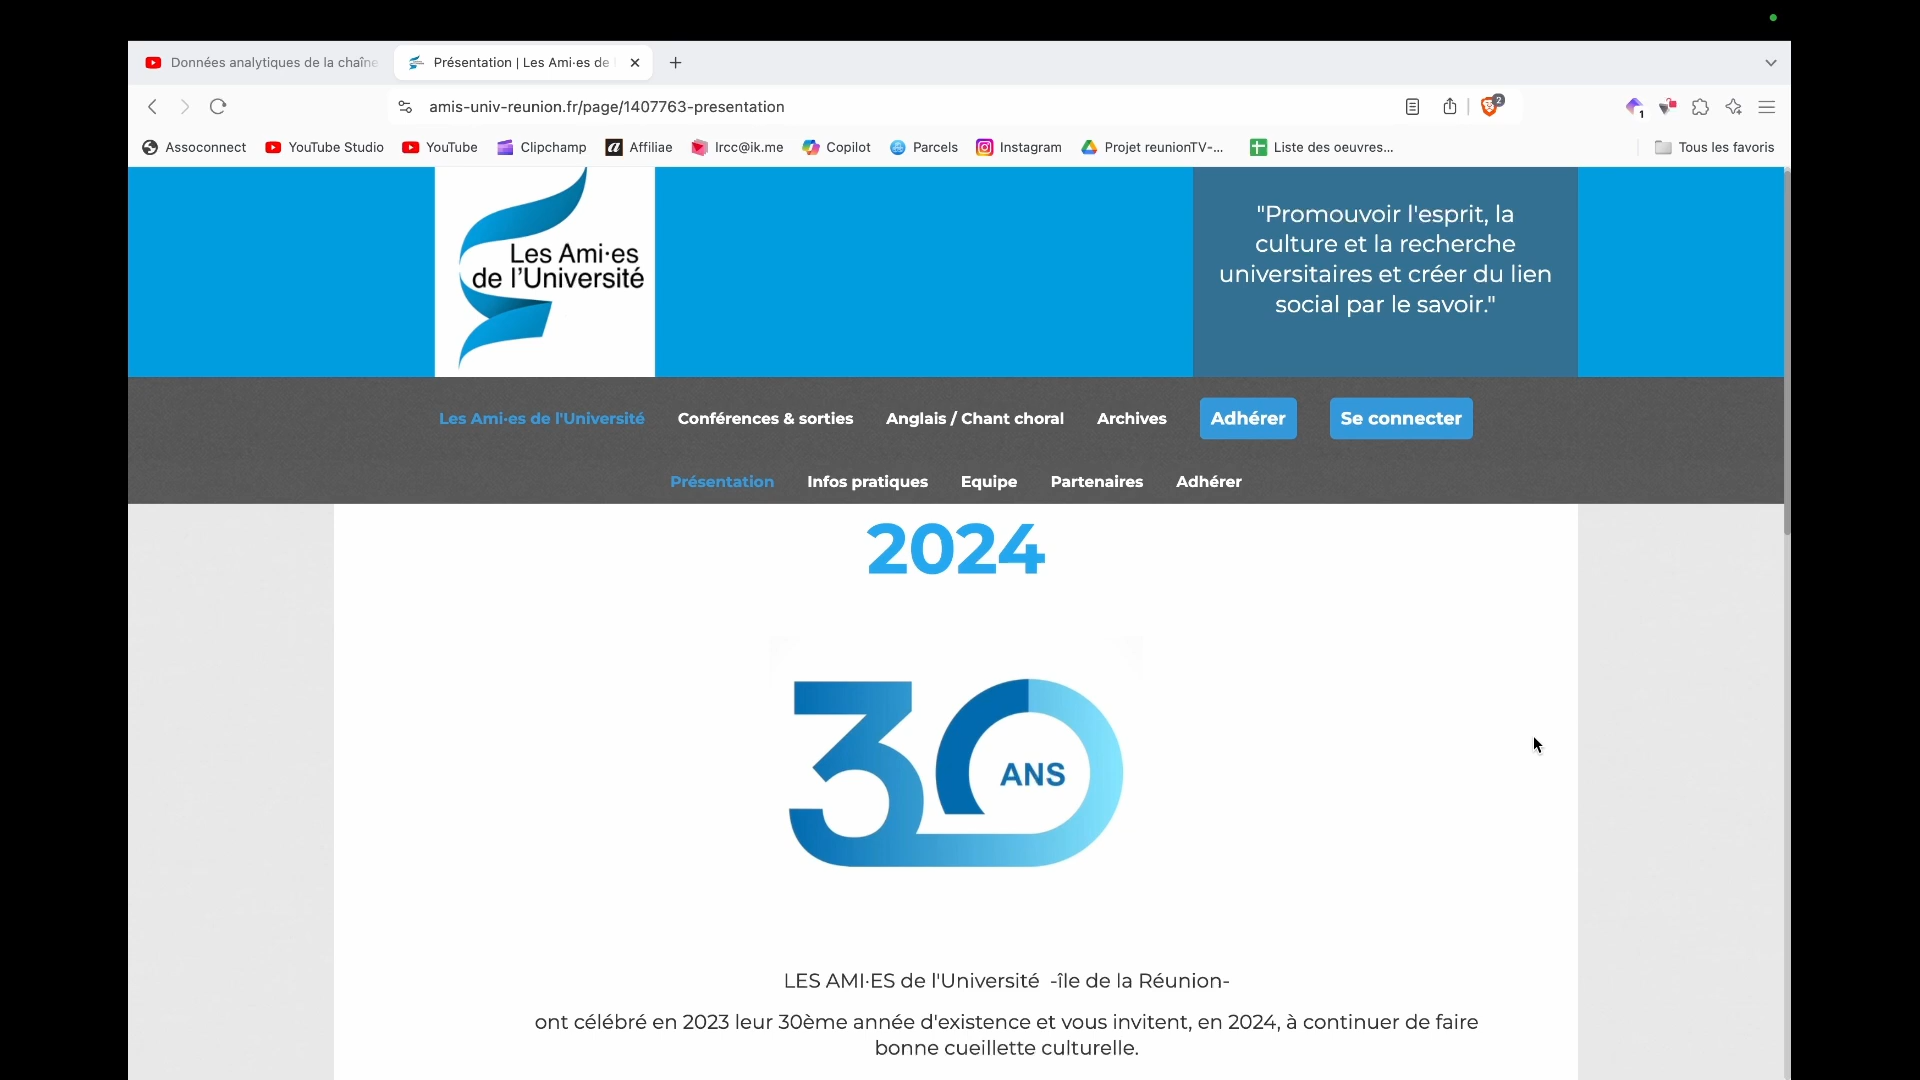 Données analytiques de la chaîne
Présentation | Les Ami·es de
amis-univ-reunion.fr/page/1407763-presentation
2
1
Assoconnect
YouTube Studio
YouTube
Clipchamp
Affiliae
lrcc@ik.me
Copilot
Parcels
Instagram
Projet reunionTV-...
Liste des oeuvres...
Tous les favoris
Les Ami·es
de l'Université
"Promouvoir l'esprit, la
culture et la recherche
universitaires et créer du lien
social par le savoir."
Les Ami·es de l'Université
Conférences & sorties
Anglais / Chant choral
Archives
Adhérer
Se connecter
Présentation
Infos pratiques
Equipe
Partenaires
Adhérer
2024
30
ANS
LES AMI·ES de l'Université -île de la Réunion-
ont célébré en 2023 leur 30ème année d'existence et vous invitent, en 2024, à continuer de faire
bonne cueillette culturelle.